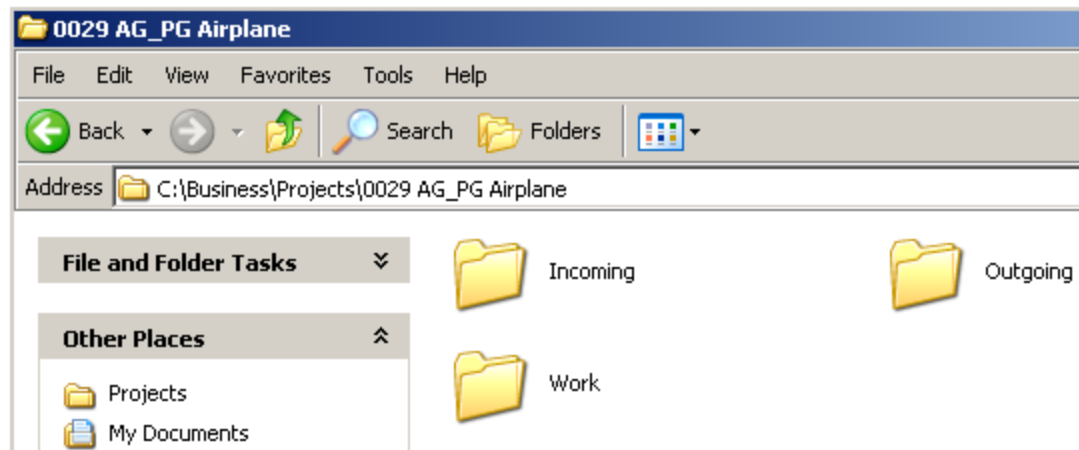 0029 AG_PG Airplane
File Edit View Favorites Tools Help
Back Search Folders
Address C:\Business\Projects\0029 AG_PG Airplane
File and Folder Tasks
Incoming
Outgoing
Other Places
Work
Projects
My Documents